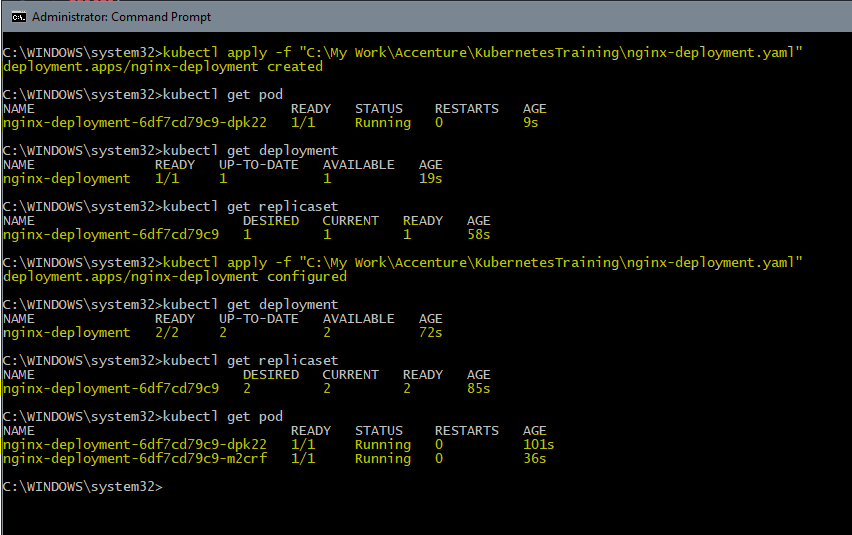 Administrator: Command Prompt
C:\WINDOWS\system32>kubectl apply -f "C:\My Work\Accenture\KubernetesTraining\nginx-deployment.yaml"
deployment.apps/nginx-deployment created
C:\WINDOWS\system32>kubectl get pod
NAME READY STATUS RESTARTS AGE
nginx-deployment-6df7cd79c9-dpk22 1/1 Running 0 9s
C:\WINDOWS\system32>kubectl get deployment
NAME READY UP-TO-DATE AVAILABLE AGE
nginx-deployment 1/1 1 1 19s
C:\WINDOWS\system32>kubectl get replicaset
NAME DESIRED CURRENT READY AGE
nginx-deployment-6df7cd79c9 1 1 1 58s
C:\WINDOWS\system32>kubectl apply -f "C:\My Work\Accenture\KubernetesTraining\nginx-deployment.yaml"
deployment.apps/nginx-deployment configured
C:\WINDOWS\system32>kubectl get deployment
NAME READY UP-TO-DATE AVAILABLE AGE
nginx-deployment 2/2 2 2 72s
C:\WINDOWS\system32>kubectl get replicaset
NAME DESIRED CURRENT READY AGE
nginx-deployment-6df7cd79c9 2 2 2 85s
C:\WINDOWS\system32>kubectl get pod
NAME READY STATUS RESTARTS AGE
nginx-deployment-6df7cd79c9-dpk22 1/1 Running 0 101s
nginx-deployment-6df7cd79c9-m2crf 1/1 Running 0 36s
C:\WINDOWS\system32>